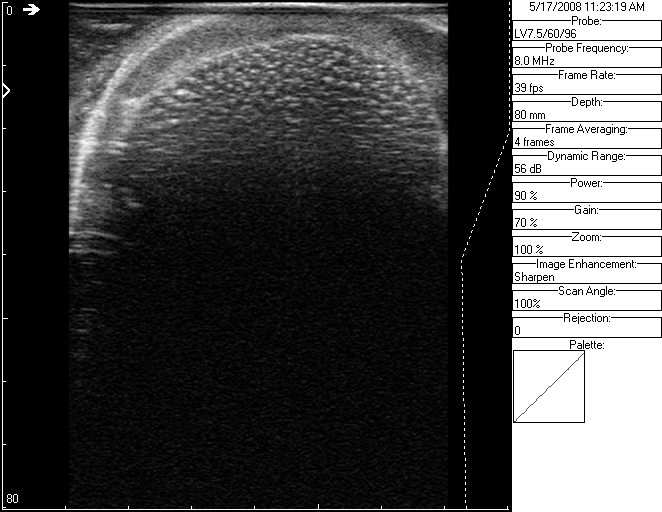 0
80
5/17/2008 11:23:19 AM
Probe:
LV7.5/60/96
Probe Frequency:
8.0 MHz
Frame Rate:
39 fps
Depth:
80 mm
Frame Averaging:
4 frames
Dynamic Range:
56 dB
Power:
90 %
Gain:
70 %
Zoom:
100 %
Image Enhancement:
Sharpen
Scan Angle:
100%
Rejection:
0
Palette: